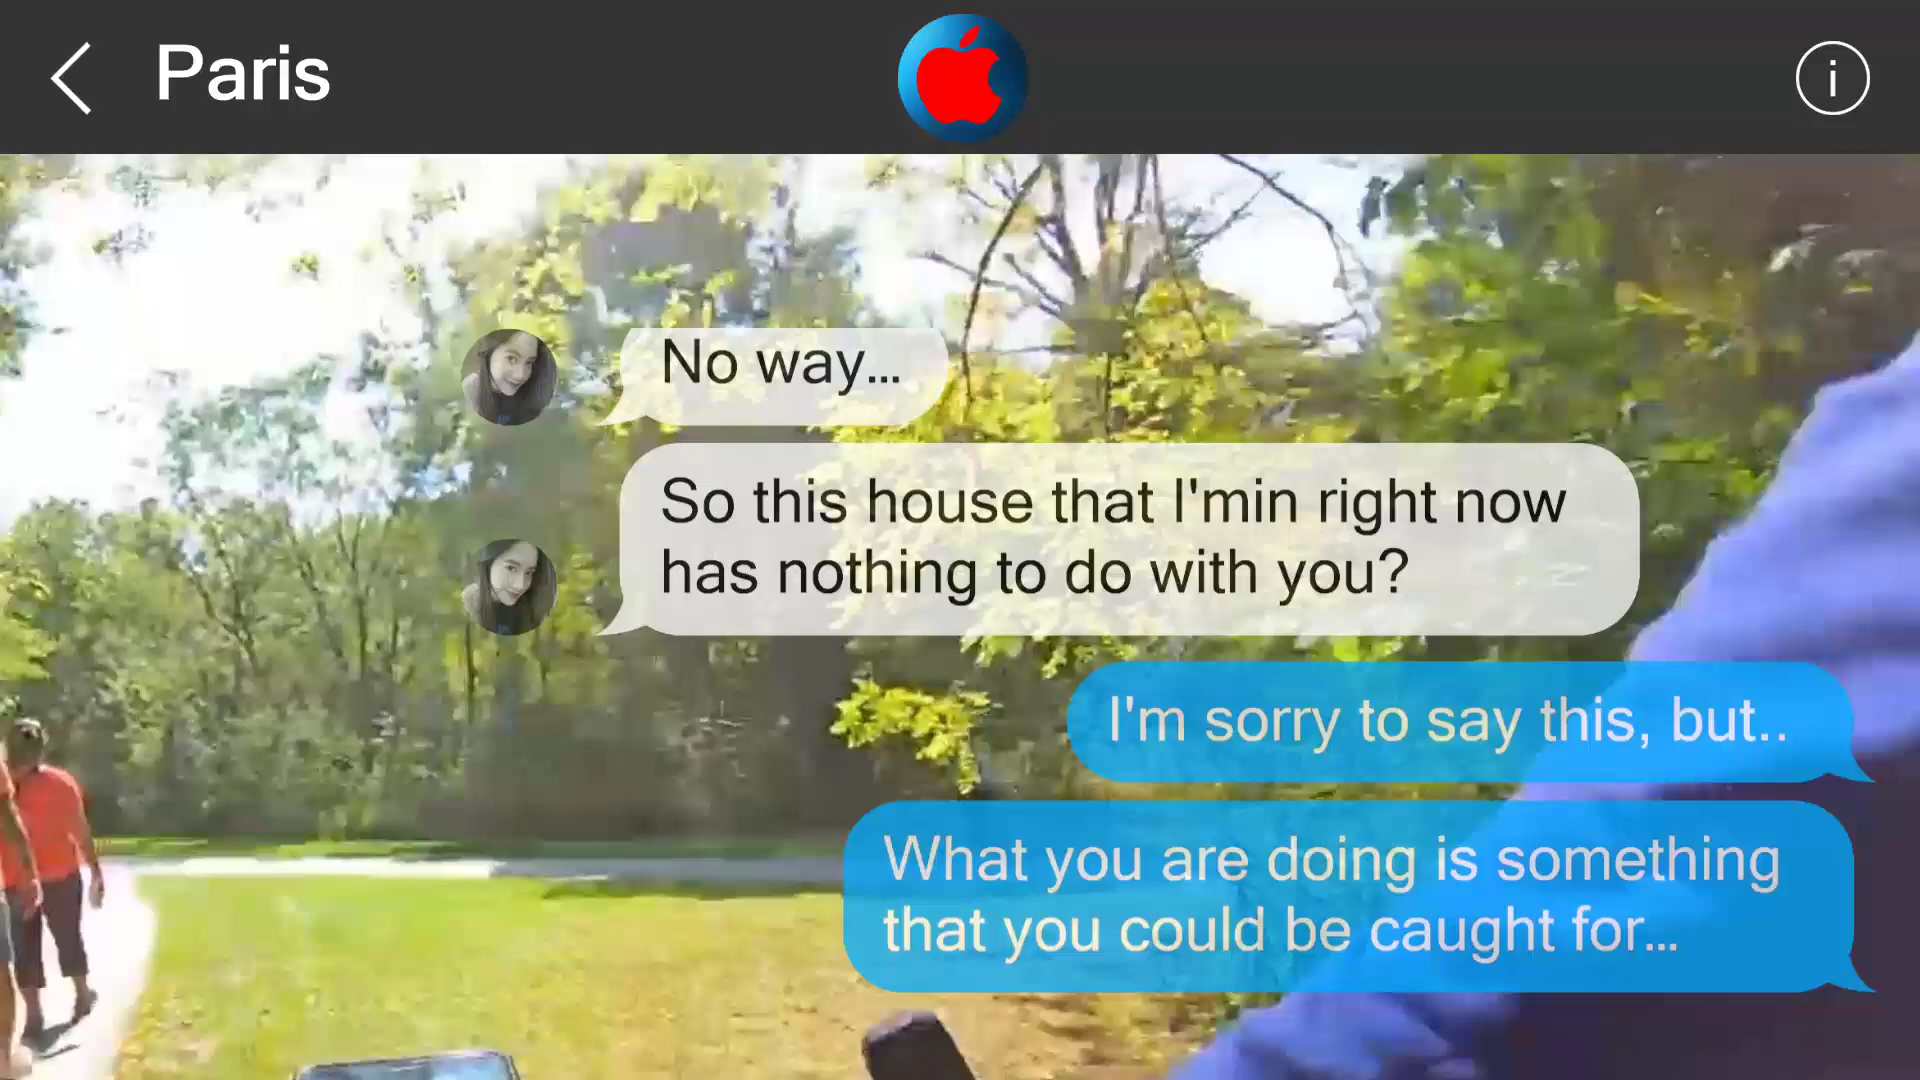 Paris
i
No way...
So this house that I'min right now
has nothing to do with you?
I'm sorry to say this, but..
What you are doing is something
that you could be caught for...